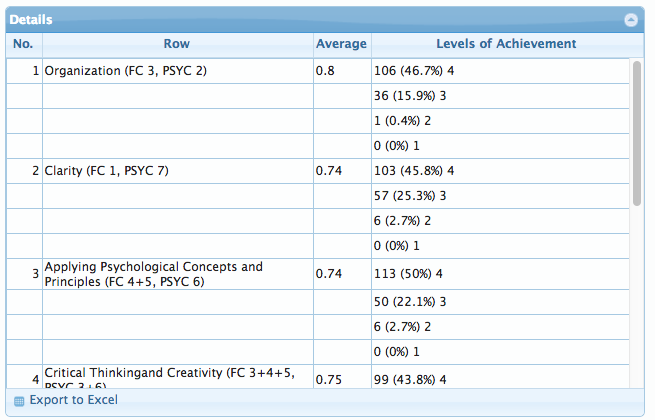 Details
No. Row Average Levels of Achievement
1 Organization (FC 3, PSYC 2) 0.8 106 (46.7%) 4
36 (15.9%) 3
1 (0.4%) 2
0 (0%) 1
2 Clarity (FC 1, PSYC 7) 0.74 103 (45.8%) 4
57 (25.3%) 3
6 (2.7%) 2
0 (0%) 1
3 Applying Psychological Concepts and
Principles (FC 4+5, PSYC 6) 0.74 113 (50%) 4
50 (22.1%) 3
6 (2.7%) 2
0 (0%) 1
4 Critical Thinkingand Creativity (FC 3+4+5,
PSYC 3+6) 0.75 99 (43.8%) 4
Export to Excel